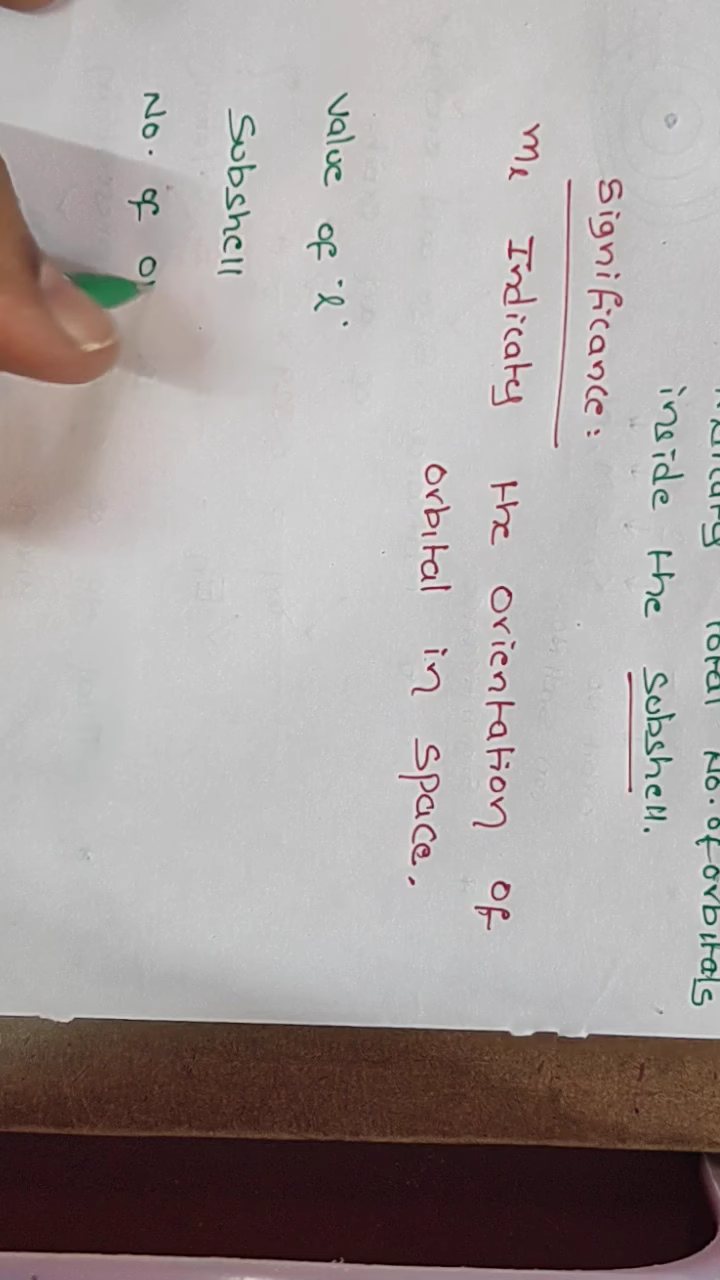 Total No. of orbitals
inside the subshell.
Significance:
mℓ Indicates the orientation of
orbital in space.
Value of 'ℓ'
Subshell
No. of